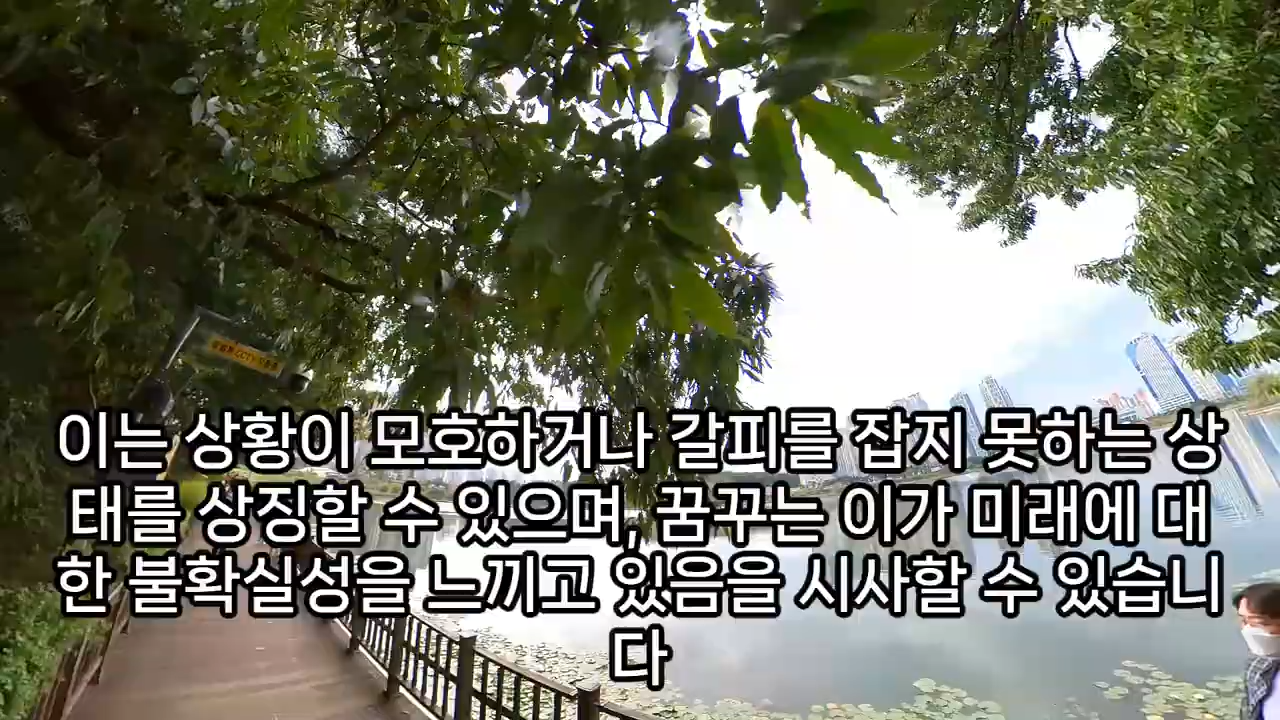 이는 상황이 모호하거나 갈피를 잡지 못하는 상
태를 상징할 수 있으며, 꿈꾸는 이가 미래에 대
한 불확실성을 느끼고 있음을 시사할 수 있습니
다